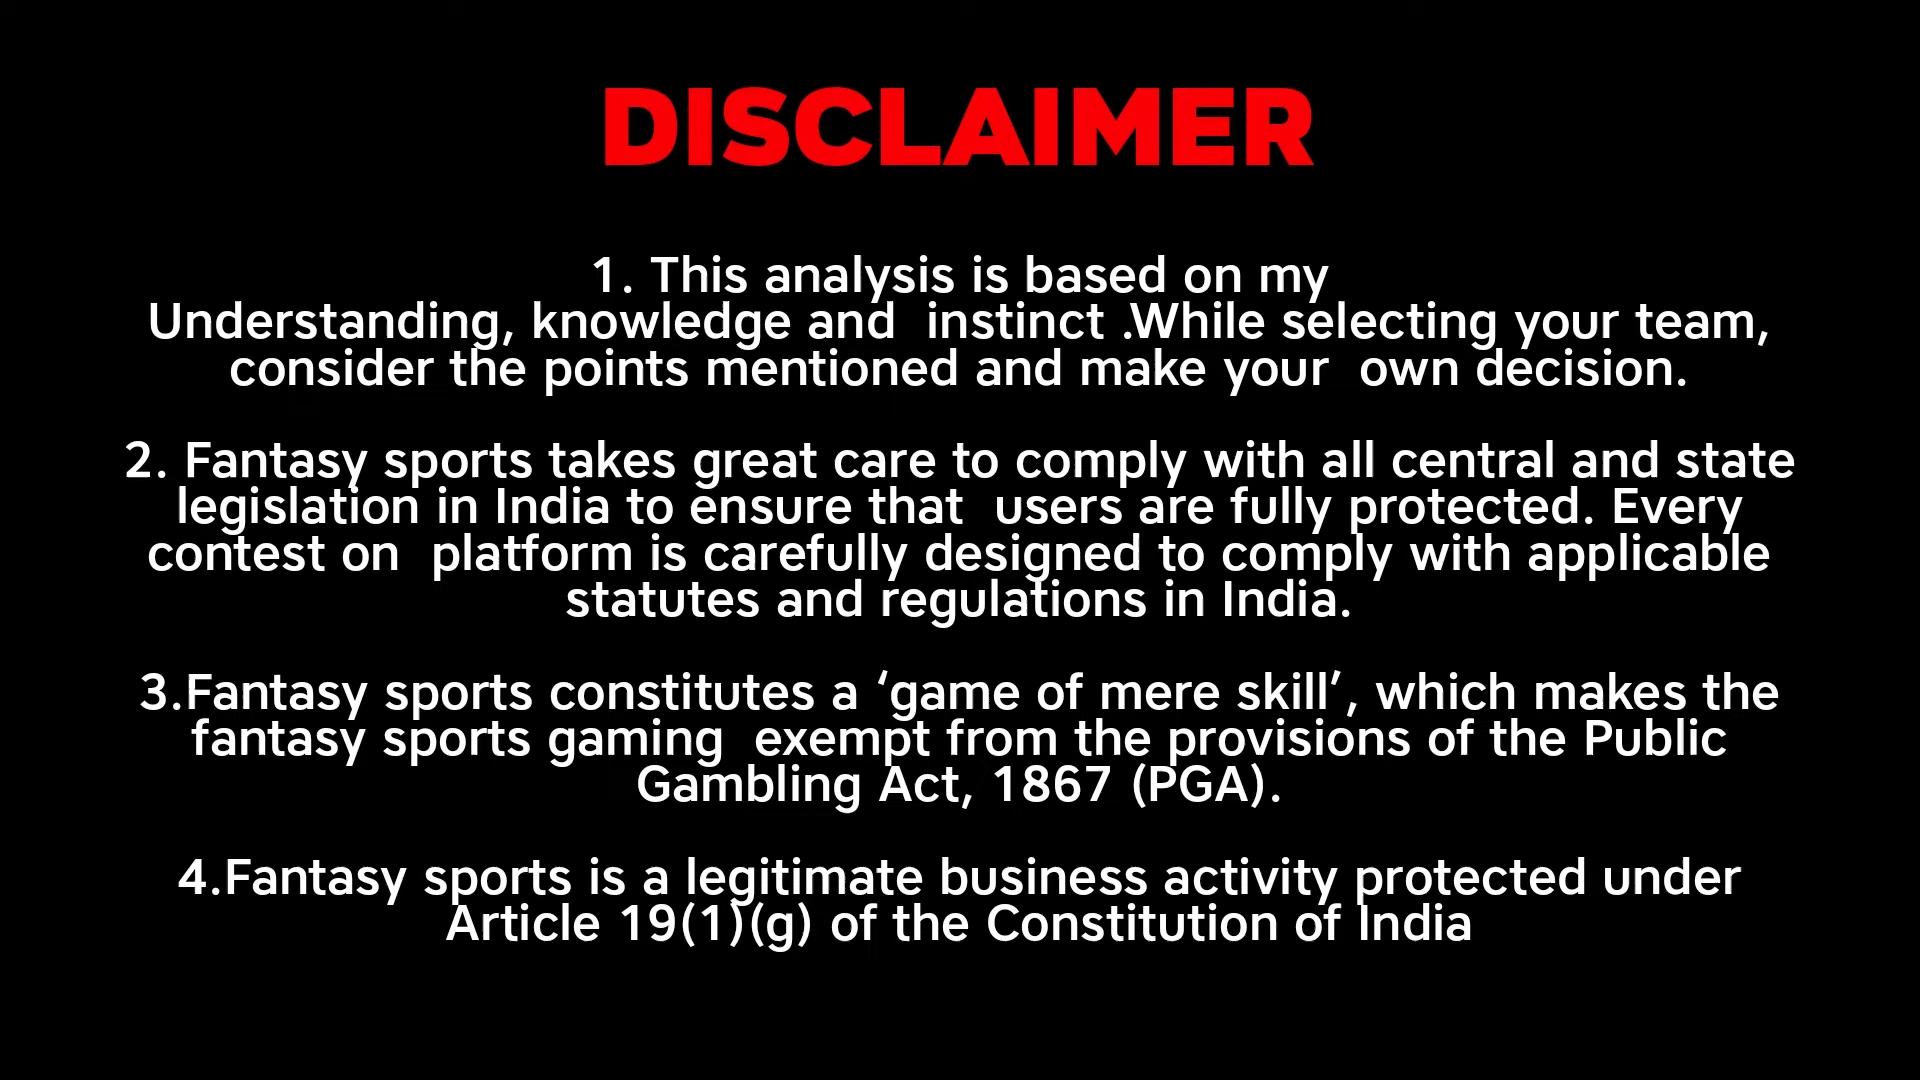 DISCLAIMER
1. This analysis is based on my
Understanding, knowledge and  instinct .While selecting your team,
consider the points mentioned and make your  own decision.
2. Fantasy sports takes great care to comply with all central and state
legislation in India to ensure that  users are fully protected. Every
contest on  platform is carefully designed to comply with applicable
statutes and regulations in India.
3.Fantasy sports constitutes a ‘game of mere skill’, which makes the
fantasy sports gaming  exempt from the provisions of the Public
Gambling Act, 1867 (PGA).
4.Fantasy sports is a legitimate business activity protected under
Article 19(1)(g) of the Constitution of India